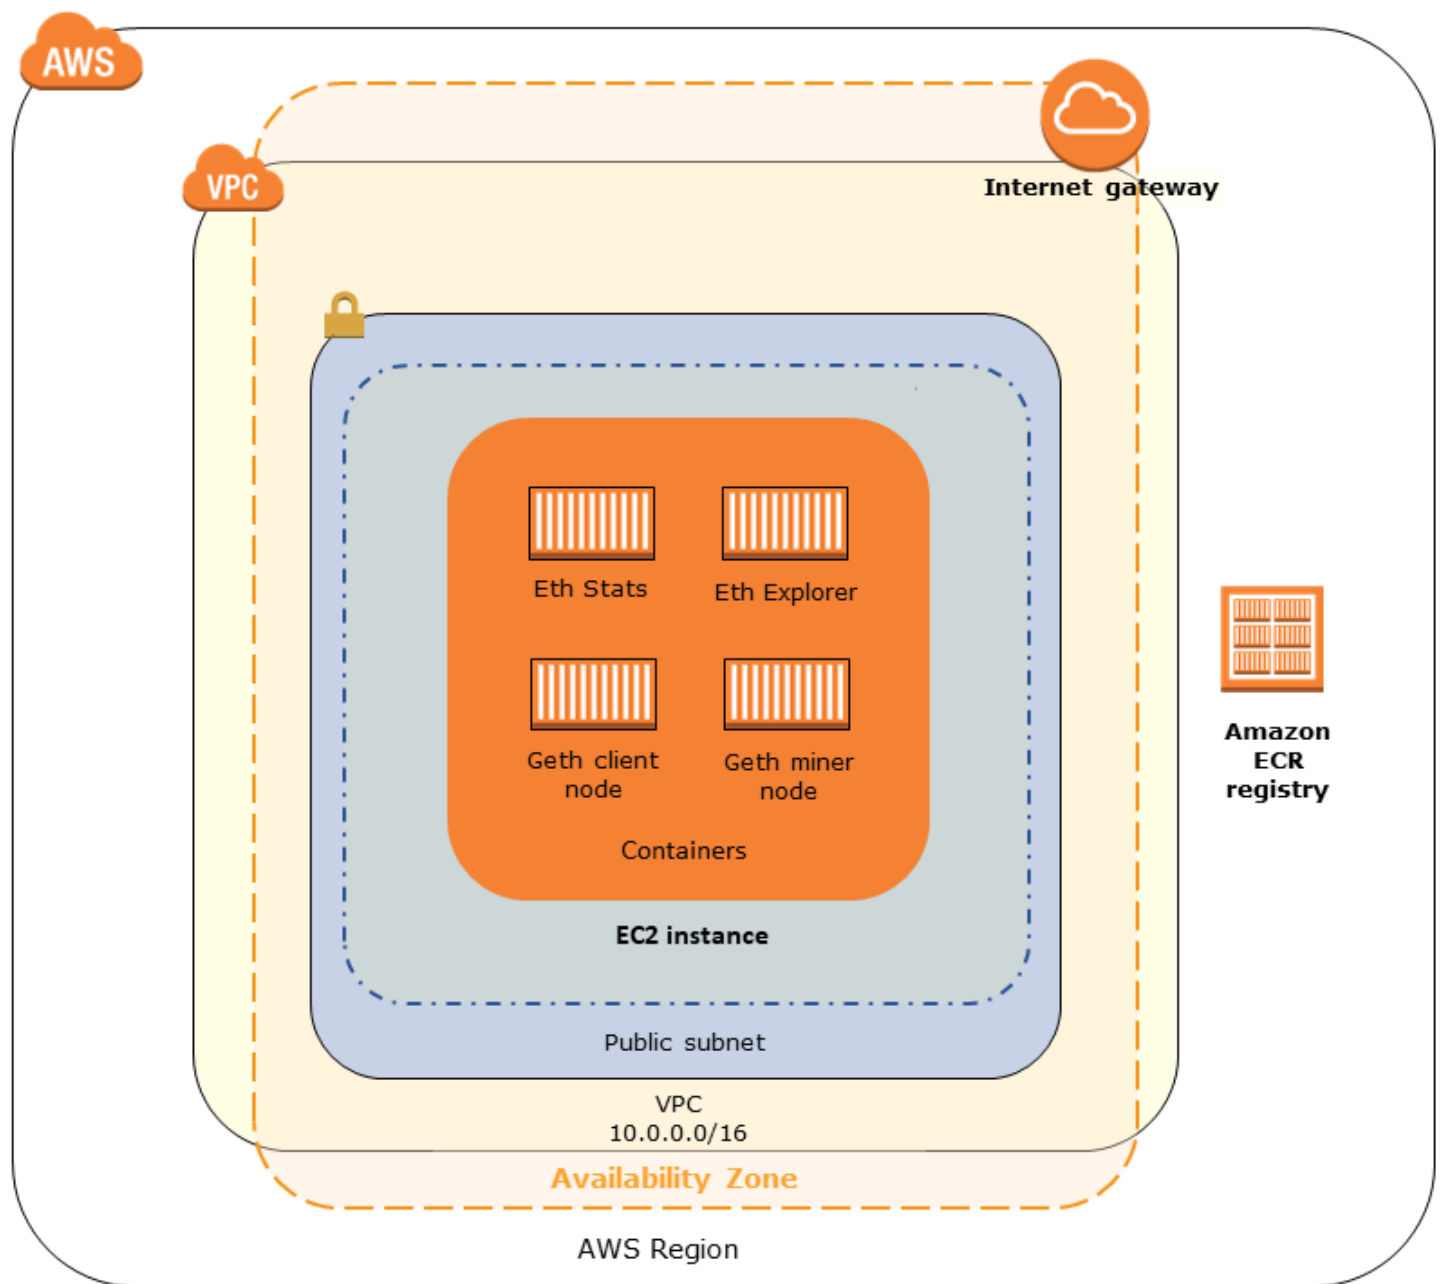 AWS
VPC
Internet gateway
Eth Stats
Eth Explorer
Geth client
node
Geth miner
node
Containers
EC2 instance
Public subnet
VPC
10.0.0.0/16
Availability Zone
AWS Region
Amazon
ECR
registry